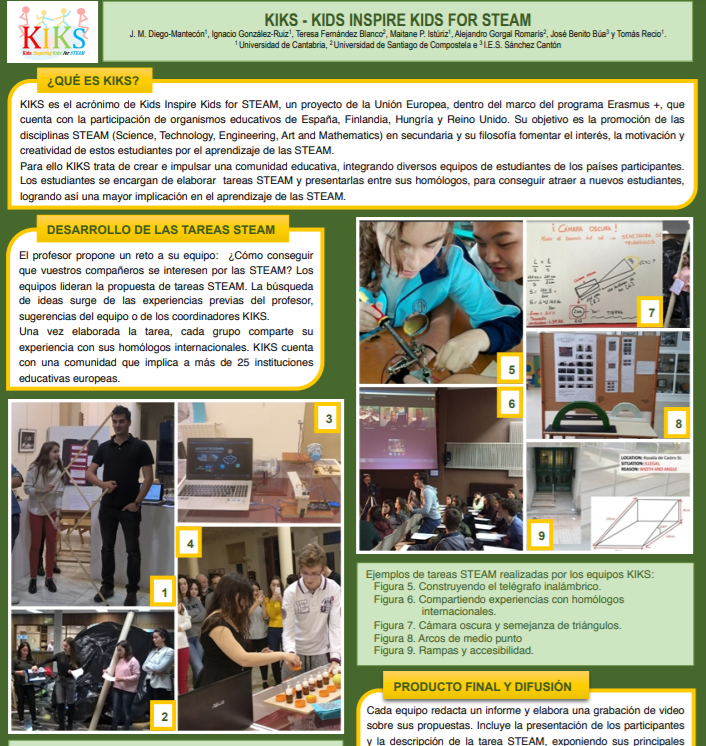 KIKS
Kids Inspiring Kids for STEAM
KIKS - KIDS INSPIRE KIDS FOR STEAM
J. M. Diego-Mantecón¹, Ignacio González-Ruiz¹, Teresa Fernández Blanco², Maitane P. Istúriz¹, Alejandro Gorgal Romarís², José Benito Búa³ y Tomás Recio¹.
¹ Universidad de Cantabria, ² Universidad de Santiago de Compostela e ³ I.E.S. Sánchez Cantón
¿QUÉ ES KIKS?
KIKS es el acrónimo de Kids Inspire Kids for STEAM, un proyecto de la Unión Europea, dentro del marco del programa Erasmus +, que
cuenta con la participación de organismos educativos de España, Finlandia, Hungría y Reino Unido. Su objetivo es la promoción de las
disciplinas STEAM (Science, Technology, Engineering, Art and Mathematics) en secundaria y su filosofía fomentar el interés, la motivación y
creatividad de estos estudiantes por el aprendizaje de las STEAM.
Para ello KIKS trata de crear e impulsar una comunidad educativa, integrando diversos equipos de estudiantes de los países participantes.
Los estudiantes se encargan de elaborar tareas STEAM y presentarlas entre sus homólogos, para conseguir atraer a nuevos estudiantes,
logrando así una mayor implicación en el aprendizaje de las STEAM.
DESARROLLO DE LAS TAREAS STEAM
El profesor propone un reto a su equipo: ¿Cómo conseguir
que vuestros compañeros se interesen por las STEAM? Los
equipos lideran la propuesta de tareas STEAM. La búsqueda
de ideas surge de las experiencias previas del profesor,
sugerencias del equipo o de los coordinadores KIKS.
Una vez elaborada la tarea, cada grupo comparte su
experiencia con sus homólogos internacionales. KIKS cuenta
con una comunidad que implica a más de 25 instituciones
educativas europeas.
1
2
3
4
ASUS
5
6
¡ CÁMARA OSCURA !
SEMEJANZA DE
TRIÁNGULOS
TIERRA
7
8
LOCATION: Rosalía de Castro St.
SITUATION: ILLEGAL
REASON: WIDTH AND ANGLE
9
Ejemplos de tareas STEAM realizadas por los equipos KIKS:
Figura 5. Construyendo el telégrafo inalámbrico.
Figura 6. Compartiendo experiencias con homólogos
internacionales.
Figura 7. Cámara oscura y semejanza de triángulos.
Figura 8. Arcos de medio punto
Figura 9. Rampas y accesibilidad.
PRODUCTO FINAL Y DIFUSIÓN
Cada equipo redacta un informe y elabora una grabación de video
sobre sus propuestas. Incluye la presentación de los participantes
y la descripción de la tarea STEAM, exponiendo sus principales